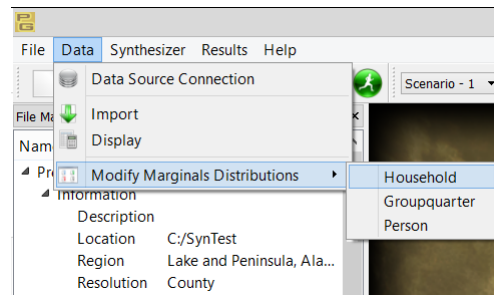 PG
File Data Synthesizer Results Help
Data Source Connection
Scenario - 1
Import
File Ma
Display
Nam
Pr
Modify Marginals Distributions
Household
Information
Groupquarter
Description
Person
Location C:/SynTest
Region Lake and Peninsula, Ala...
Resolution County